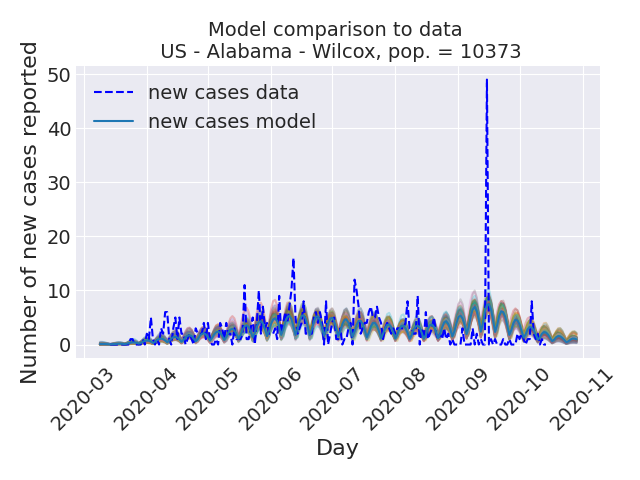 Model comparison to data
US - Alabama - Wilcox, pop. = 10373
Number of new cases reported
50
40
30
20
10
0
new cases data
new cases model
2020-03
2020-04
2020-05
2020-06
2020-07
2020-08
2020-09
2020-10
2020-11
Day